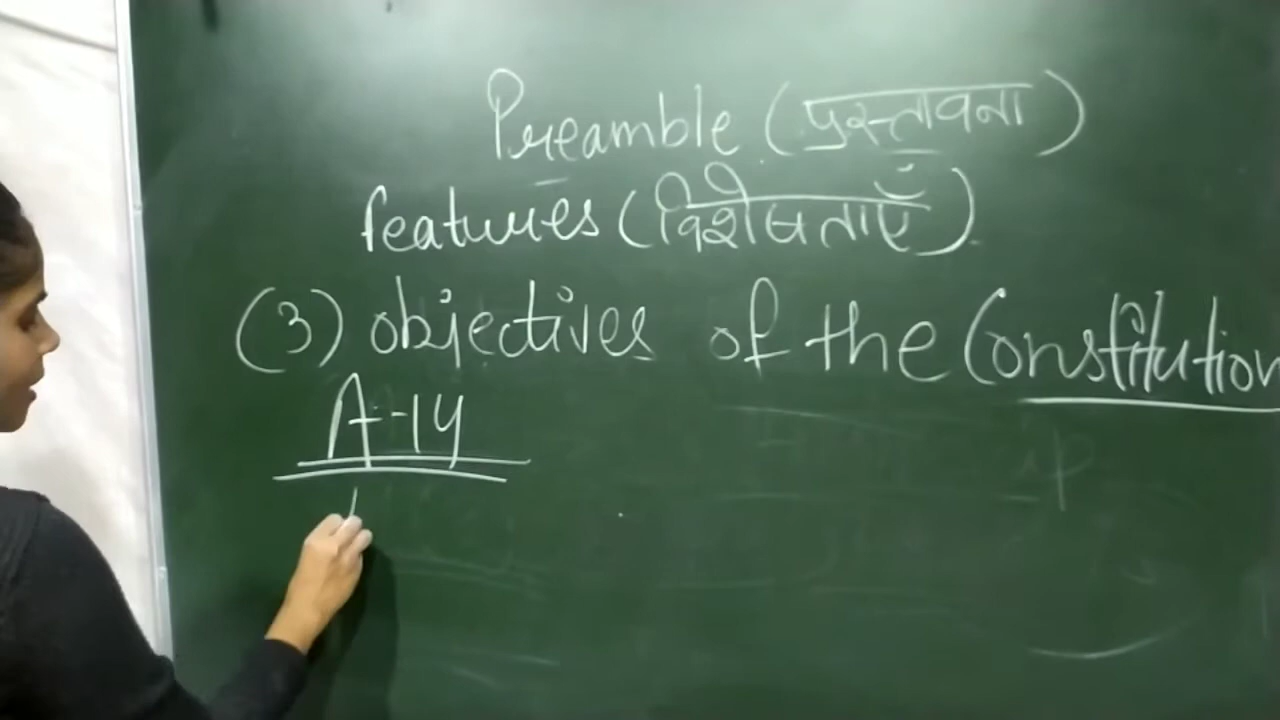 Preamble (प्रस्तावना)
features (विशेषताएँ)
(3) objectives of the Constitution
A-14